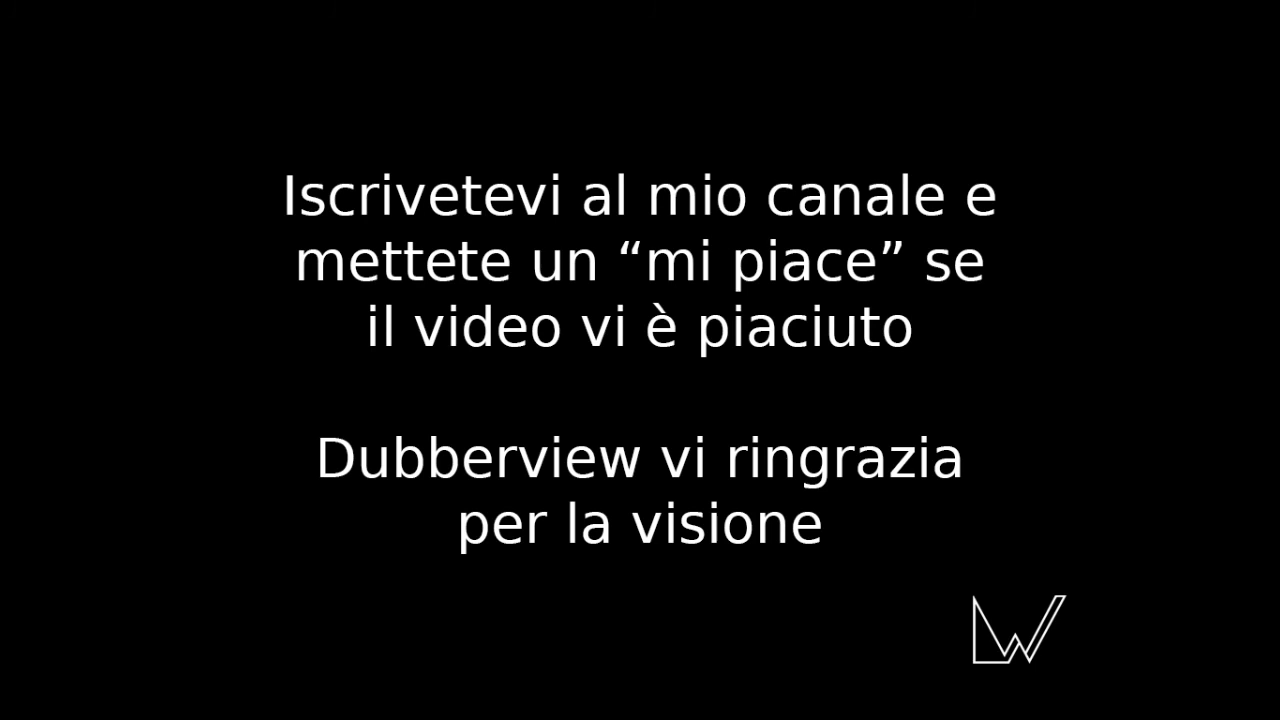 Iscrivetevi al mio canale e
mettete un “mi piace” se
il video vi è piaciuto
Dubberview vi ringrazia
per la visione